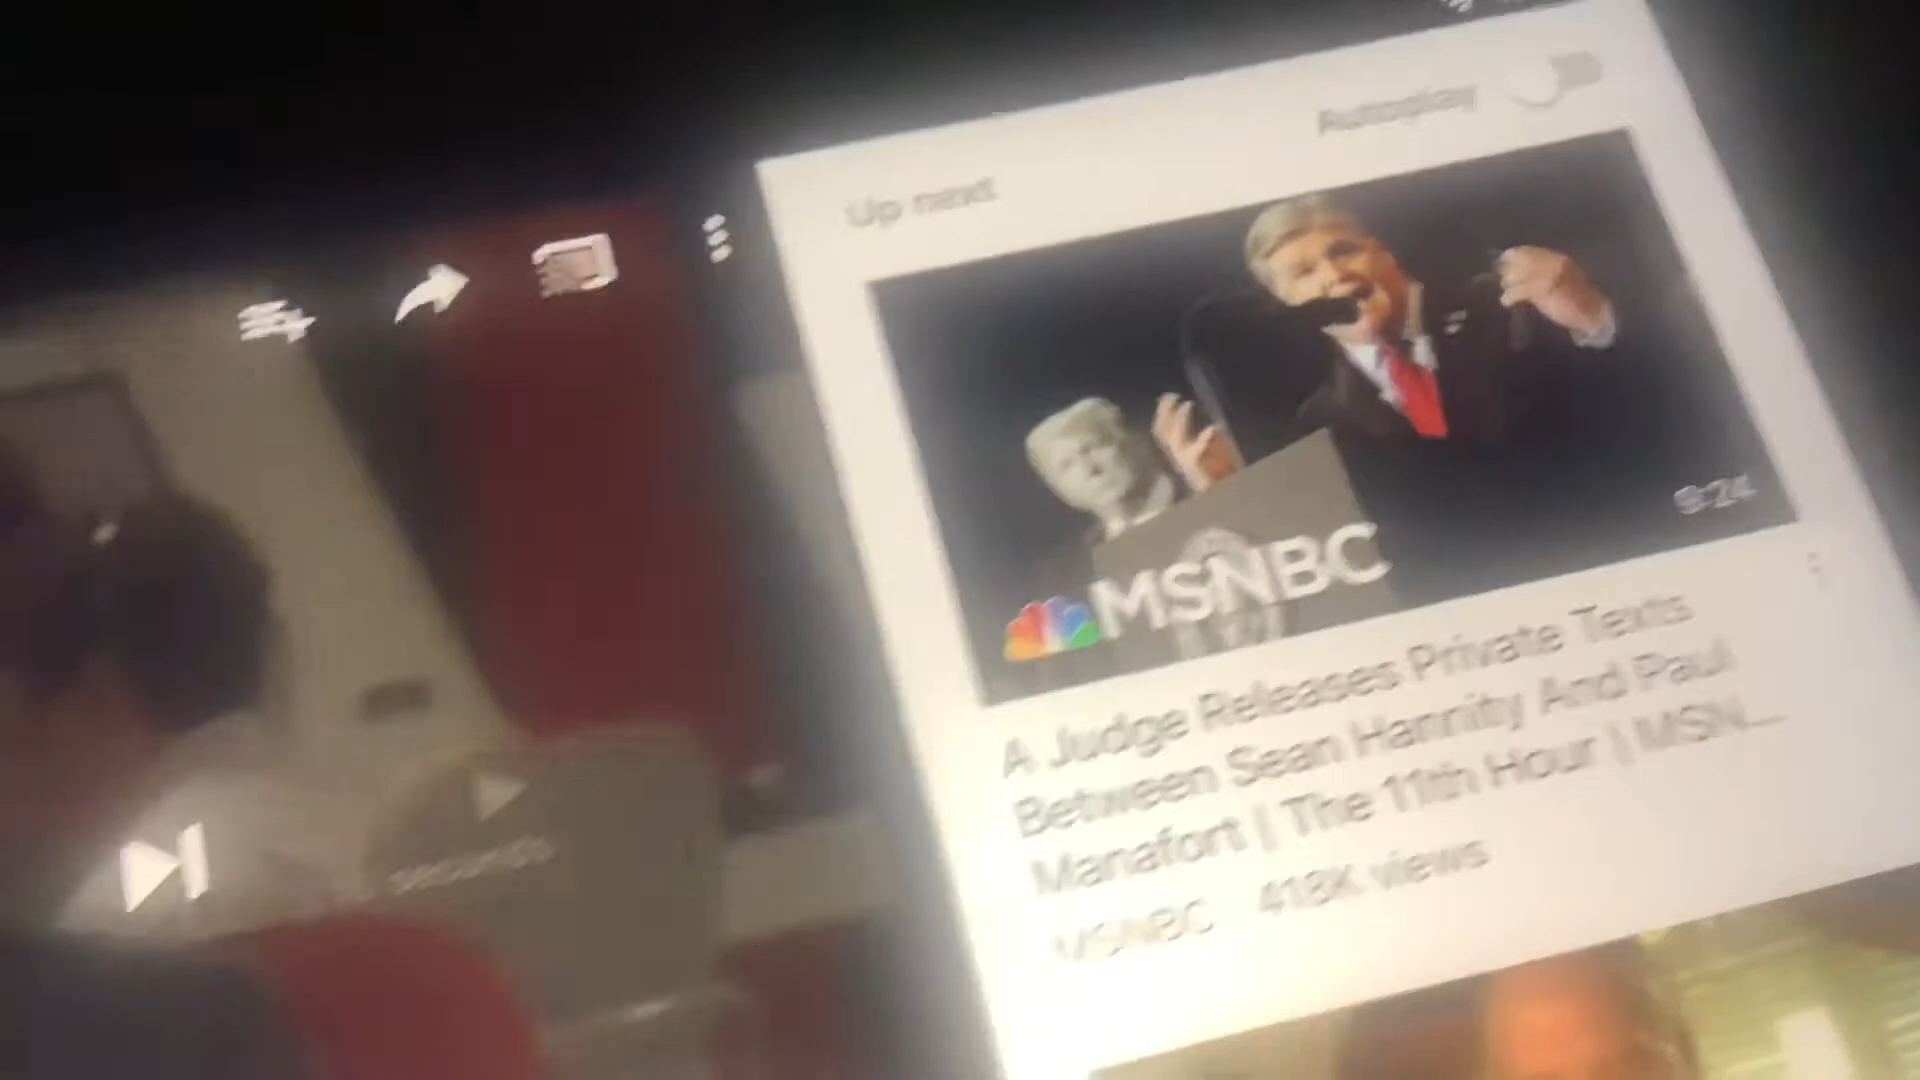 Autoplay
Up next
9:24
MSNBC
A Judge Releases Private Texts
Between Sean Hannity And Paul
Manafort | The 11th Hour | MSN...
MSNBC 418K views
seconds